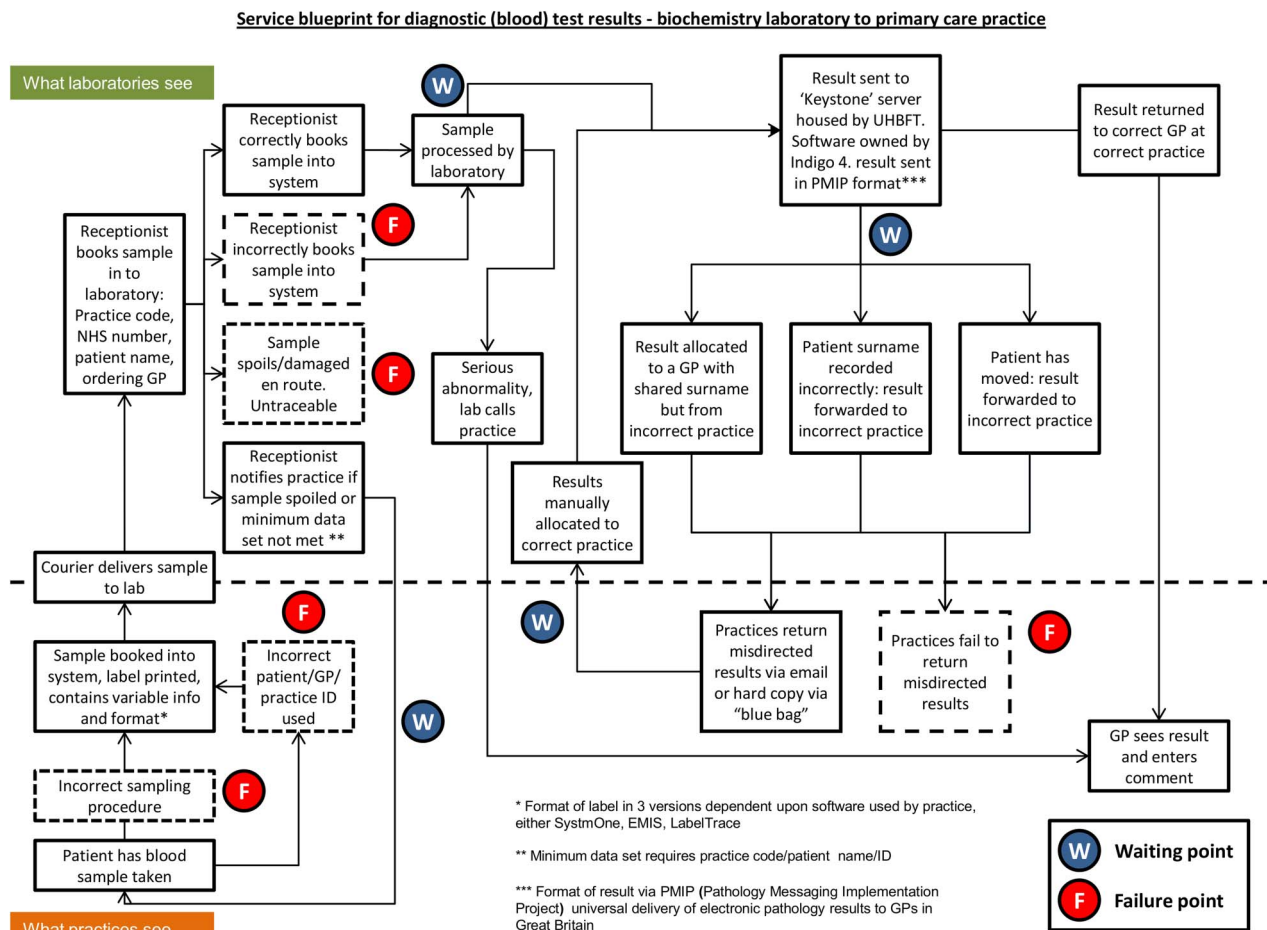 Service blueprint for diagnostic (blood) test results - biochemistry laboratory to primary care practice
What laboratories see
Receptionist
correctly books
sample into
system
W
Sample
processed by
laboratory
Result sent to
‘Keystone’ server
housed by UHBFT.
Software owned by
Indigo 4. result sent
in PMIP format***
Result returned
to correct GP at
correct practice
Receptionist
books sample
in to
laboratory:
Practice code,
NHS number,
patient name,
ordering GP
Receptionist
incorrectly books
sample into
system
F
W
Sample
spoils/damaged
en route.
Untraceable
F
Serious
abnormality,
lab calls
practice
Result allocated
to a GP with
shared surname
but from
incorrect practice
Patient surname
recorded
incorrectly: result
forwarded to
incorrect practice
Patient has
moved: result
forwarded to
incorrect practice
Receptionist
notifies practice if
sample spoiled or
minimum data
set not met **
Results
manually
allocated to
correct practice
Courier delivers sample
to lab
F
W
Sample booked into
system, label printed,
contains variable info
and format*
Incorrect
patient/GP/
practice ID
used
W
Practices return
misdirected
results via email
or hard copy via
“blue bag”
Practices fail to
return
misdirected
results
F
GP sees result
and enters
comment
Incorrect sampling
procedure
F
Patient has blood
sample taken
What practices see
* Format of label in 3 versions dependent upon software used by practice,
either SystmOne, EMIS, LabelTrace
** Minimum data set requires practice code/patient name/ID
*** Format of result via PMIP (Pathology Messaging Implementation
Project) universal delivery of electronic pathology results to GPs in
Great Britain
W Waiting point
F Failure point